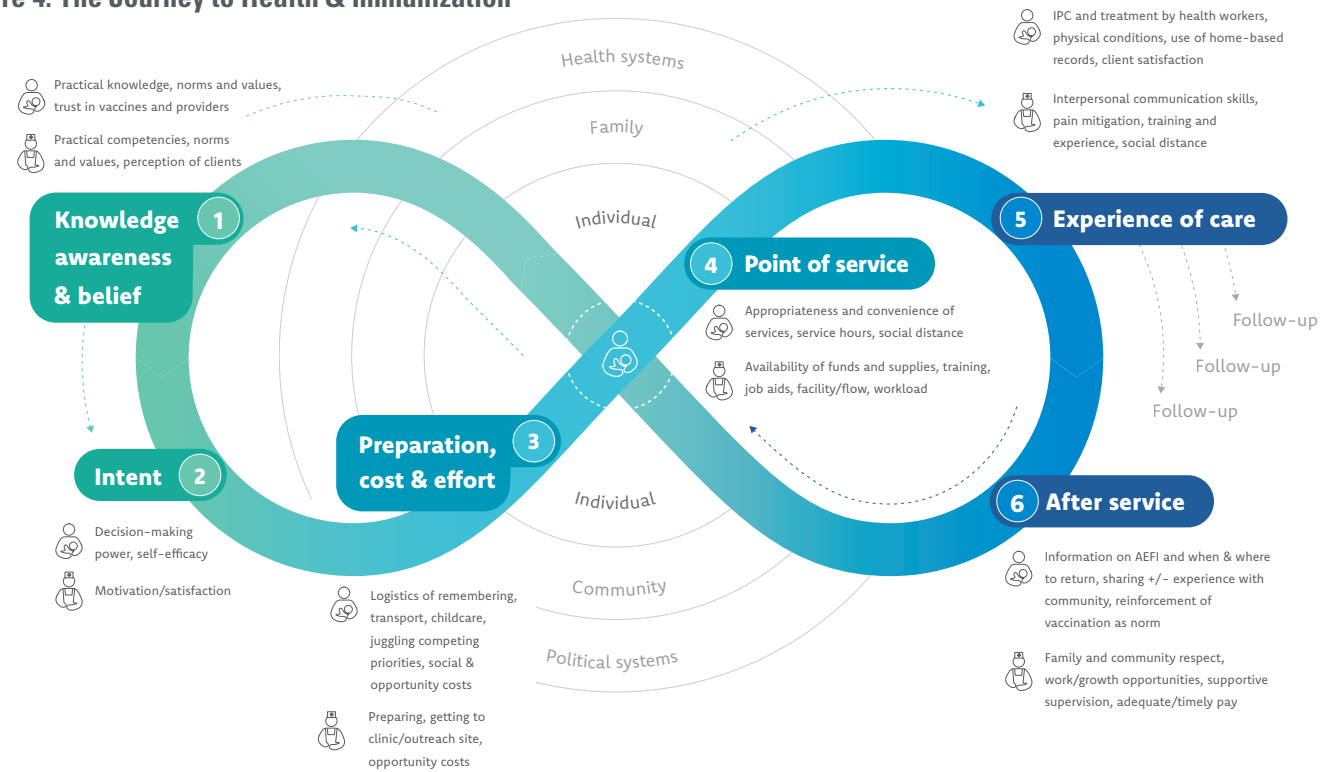 re 4. The Journey to Health & Immunization
Practical knowledge, norms and values,
trust in vaccines and providers
Practical competencies, norms
and values, perception of clients
1
Knowledge
awareness
& belief
Intent
2
Decision-making
power, self-efficacy
Motivation/satisfaction
Preparation,
cost & effort
3
Logistics of remembering,
transport, childcare,
juggling competing
priorities, social &
opportunity costs
Preparing, getting to
clinic/outreach site,
opportunity costs
Health systems
Family
Individual
Individual
Community
Political systems
4
Point of service
Appropriateness and convenience of
services, service hours, social distance
Availability of funds and supplies, training,
job aids, facility/flow, workload
IPC and treatment by health workers,
physical conditions, use of home-based
records, client satisfaction
Interpersonal communication skills,
pain mitigation, training and
experience, social distance
5
Experience of care
Follow-up
Follow-up
Follow-up
6
After service
Information on AEFI and when & where
to return, sharing +/- experience with
community, reinforcement of
vaccination as norm
Family and community respect,
work/growth opportunities, supportive
supervision, adequate/timely pay